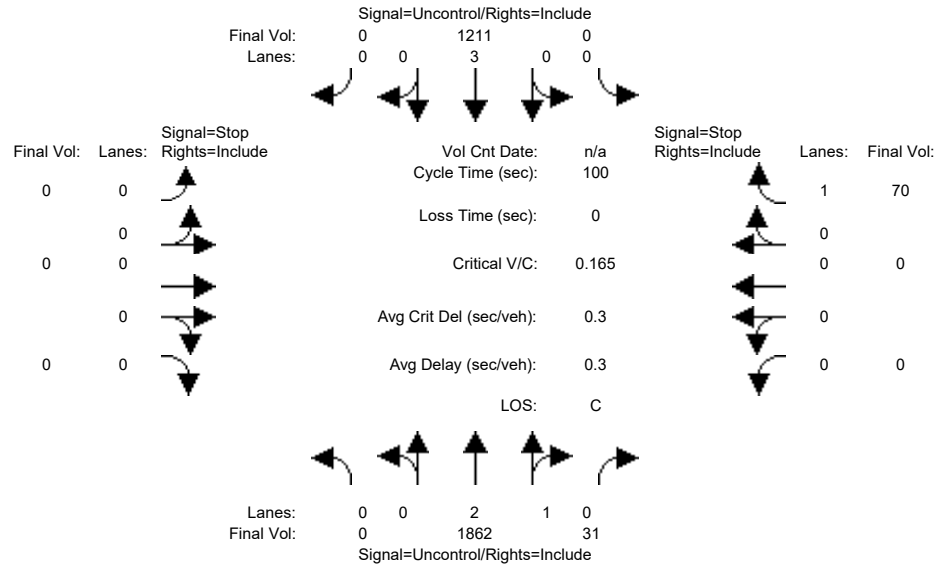 Signal=Uncontrol/Rights=Include
Final Vol: 0 1211 0
Lanes: 0 0 3 0 0
Signal=Stop Signal=Stop
Final Vol: Lanes: Rights=Include Vol Cnt Date: n/a Rights=Include Lanes: Final Vol:
Cycle Time (sec): 100
0 0 1 70
Loss Time (sec): 0
0 0
0 0 Critical V/C: 0.165 0 0
0 Avg Crit Del (sec/veh): 0.3 0
0 0 Avg Delay (sec/veh): 0.3 0 0
LOS: C
Lanes: 0 0 2 1 0
Final Vol: 0 1862 31
Signal=Uncontrol/Rights=Include